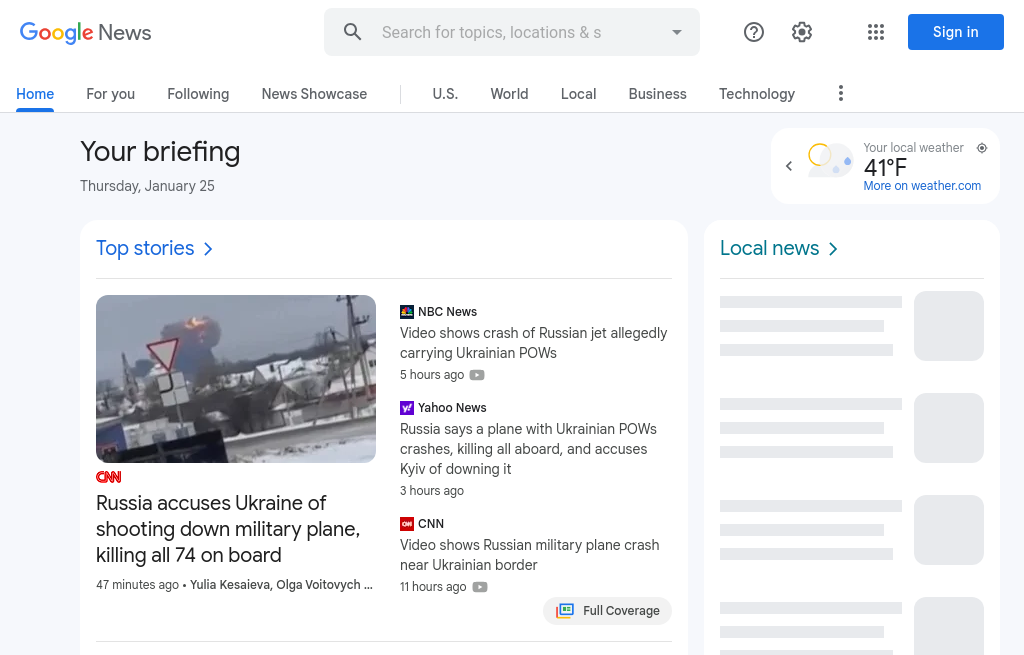 Google News
Search for topics, locations & s
Sign in
Home
For you
Following
News Showcase
U.S.
World
Local
Business
Technology
Your briefing
Thursday, January 25
Your local weather
41°F
More on weather.com
Top stories
Local news
CNN
Russia accuses Ukraine of
shooting down military plane,
killing all 74 on board
47 minutes ago • Yulia Kesaieva, Olga Voitovych ...
NBC News
Video shows crash of Russian jet allegedly
carrying Ukrainian POWs
5 hours ago
y!
Yahoo News
Russia says a plane with Ukrainian POWs
crashes, killing all aboard, and accuses
Kyiv of downing it
3 hours ago
CNN
CNN
Video shows Russian military plane crash
near Ukrainian border
11 hours ago
Full Coverage